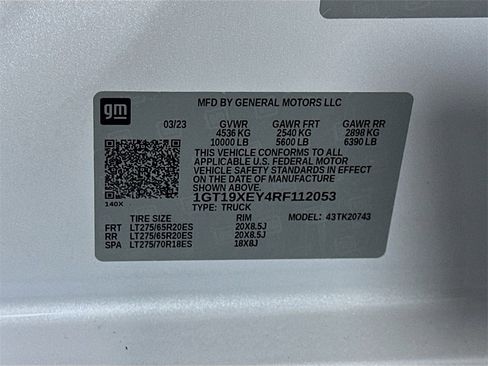 gm
MFD BY GENERAL MOTORS LLC
03/23 GVWR GAWR FRT GAWR RR
4536 KG 2540 KG 2898 KG
10000 LB 5600 LB 6390 LB
THIS VEHICLE CONFORMS TO ALL
APPLICABLE U.S. FEDERAL MOTOR
VEHICLE SAFETY STANDARDS IN EFFECT
ON THE DATE OF MANUFACTURE
SHOWN ABOVE.
1GT19XEY4RF112053
140X TYPE: TRUCK
TIRE SIZE RIM MODEL: 43TK20743
FRT LT275/65R20ES 20X8.5J
RR LT275/65R20ES 20X8.5J
SPA LT275/70R18ES 18X8J